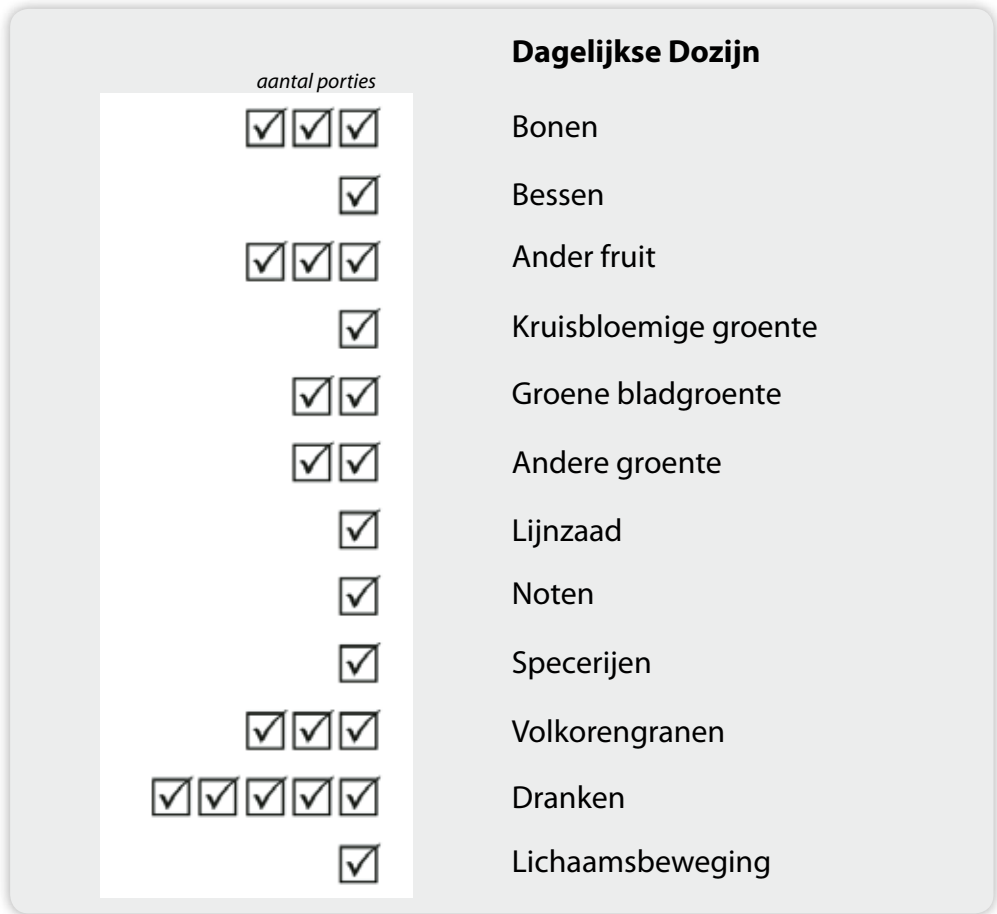 Dagelijkse Dozijn
aantal porties
☑☑☑ Bonen
☑ Bessen
☑☑☑ Ander fruit
☑ Kruisbloemige groente
☑☑ Groene bladgroente
☑☑ Andere groente
☑ Lijnzaad
☑ Noten
☑ Specerijen
☑☑☑ Volkorengranen
☑☑☑☑☑ Dranken
☑ Lichaamsbeweging